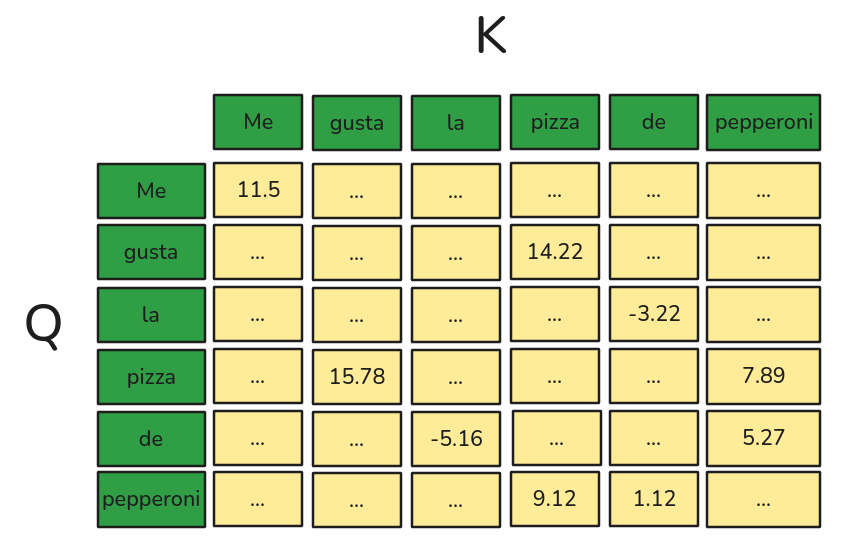 K
Me gusta la pizza de pepperoni
Me 11.5 ... ... ... ... ...
gusta ... ... ... 14.22 ... ...
la ... ... ... ... -3.22 ...
Q
pizza ... 15.78 ... ... ... 7.89
de ... ... -5.16 ... ... 5.27
pepperoni ... ... ... 9.12 1.12 ...